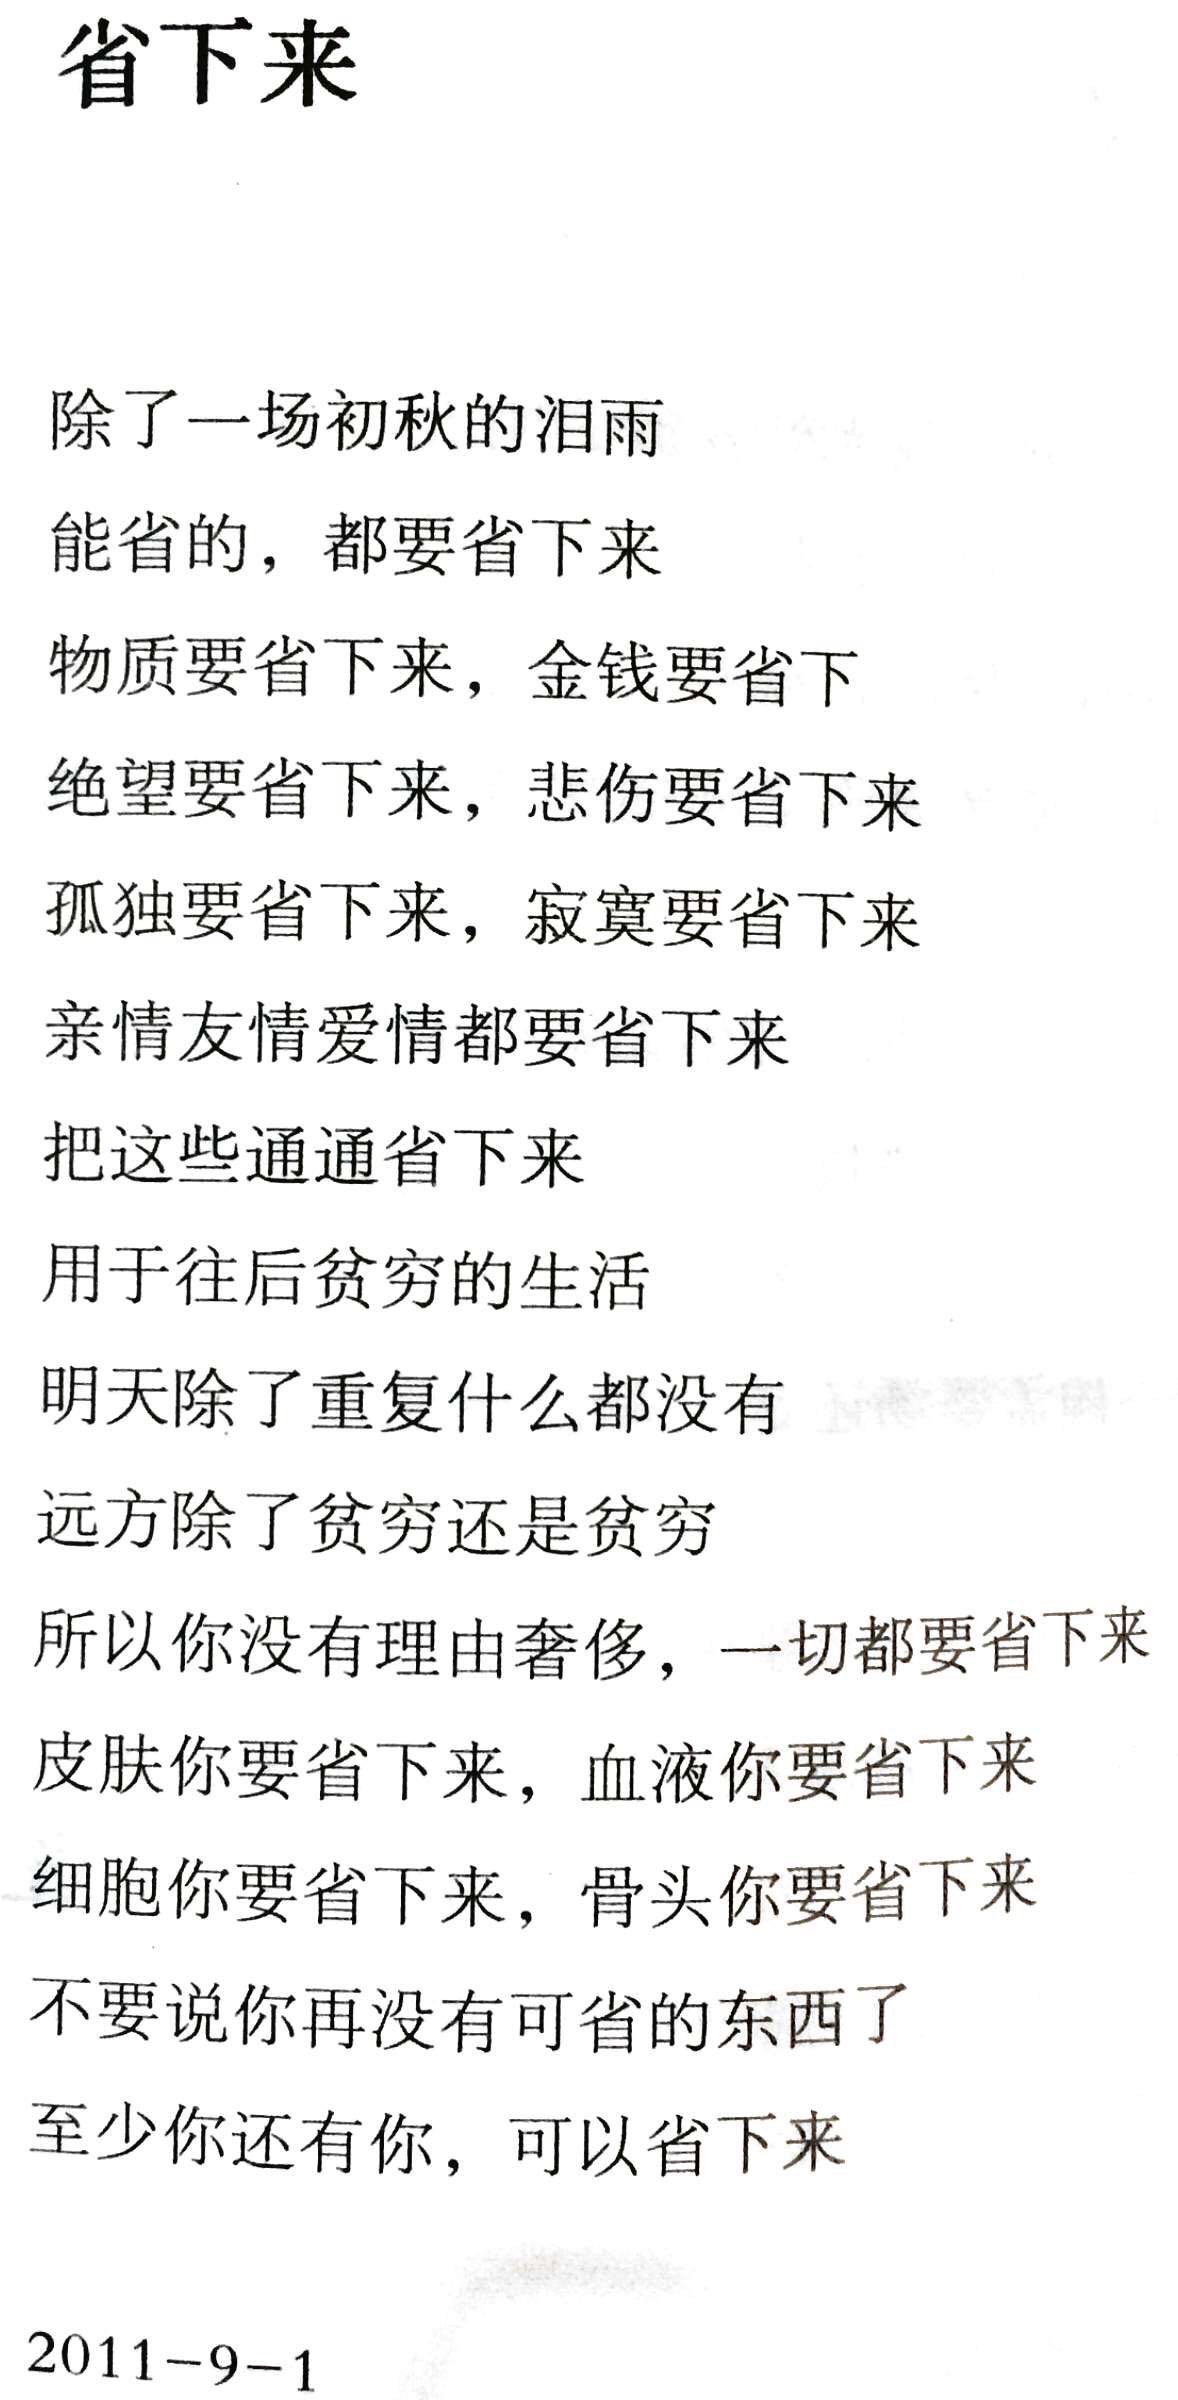 省下来
除了一场初秋的泪雨
能省的，都要省下来
物质要省下来，金钱要省下
绝望要省下来，悲伤要省下来
孤独要省下来，寂寞要省下来
亲情友情爱情都要省下来
把这些通通省下来
用于往后贫穷的生活
明天除了重复什么都没有
远方除了贫穷还是贫穷
所以你没有理由奢侈，一切都要省下来
皮肤你要省下来，血液你要省下来
细胞你要省下来，骨头你要省下来
不要说你再没有可省的东西了
至少你还有你，可以省下来
2011-9-1